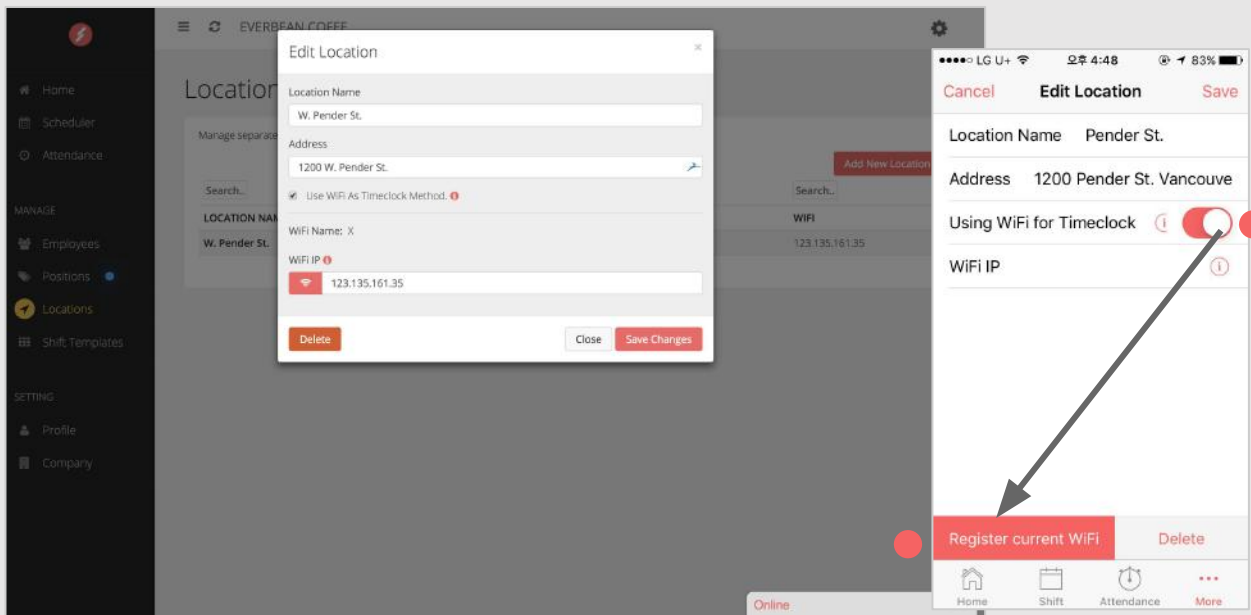 EVERBEAN COFFE
Home
Scheduler
Attendance
MANAGE
Employees
Positions
Locations
Shift Templates
SETTING
Profile
Company
Location
Manage separate
Add New Location
Search..
Search..
LOCATION NAM
WIFI
W. Pender St.
123.135.161.35
Edit Location
×
Location Name
W. Pender St.
Address
1200 W. Pender St.
Use WiFi As Timeclock Method.
WiFi Name: X
WiFi IP
123.135.161.35
Delete
Close
Save Changes
Online
LG U+
오후 4:48
83%
Cancel
Edit Location
Save
Location Name Pender St.
Address 1200 Pender St. Vancouve
Using WiFi for Timeclock
WiFi IP
Register current WiFi
Delete
Home
Shift
Attendance
More